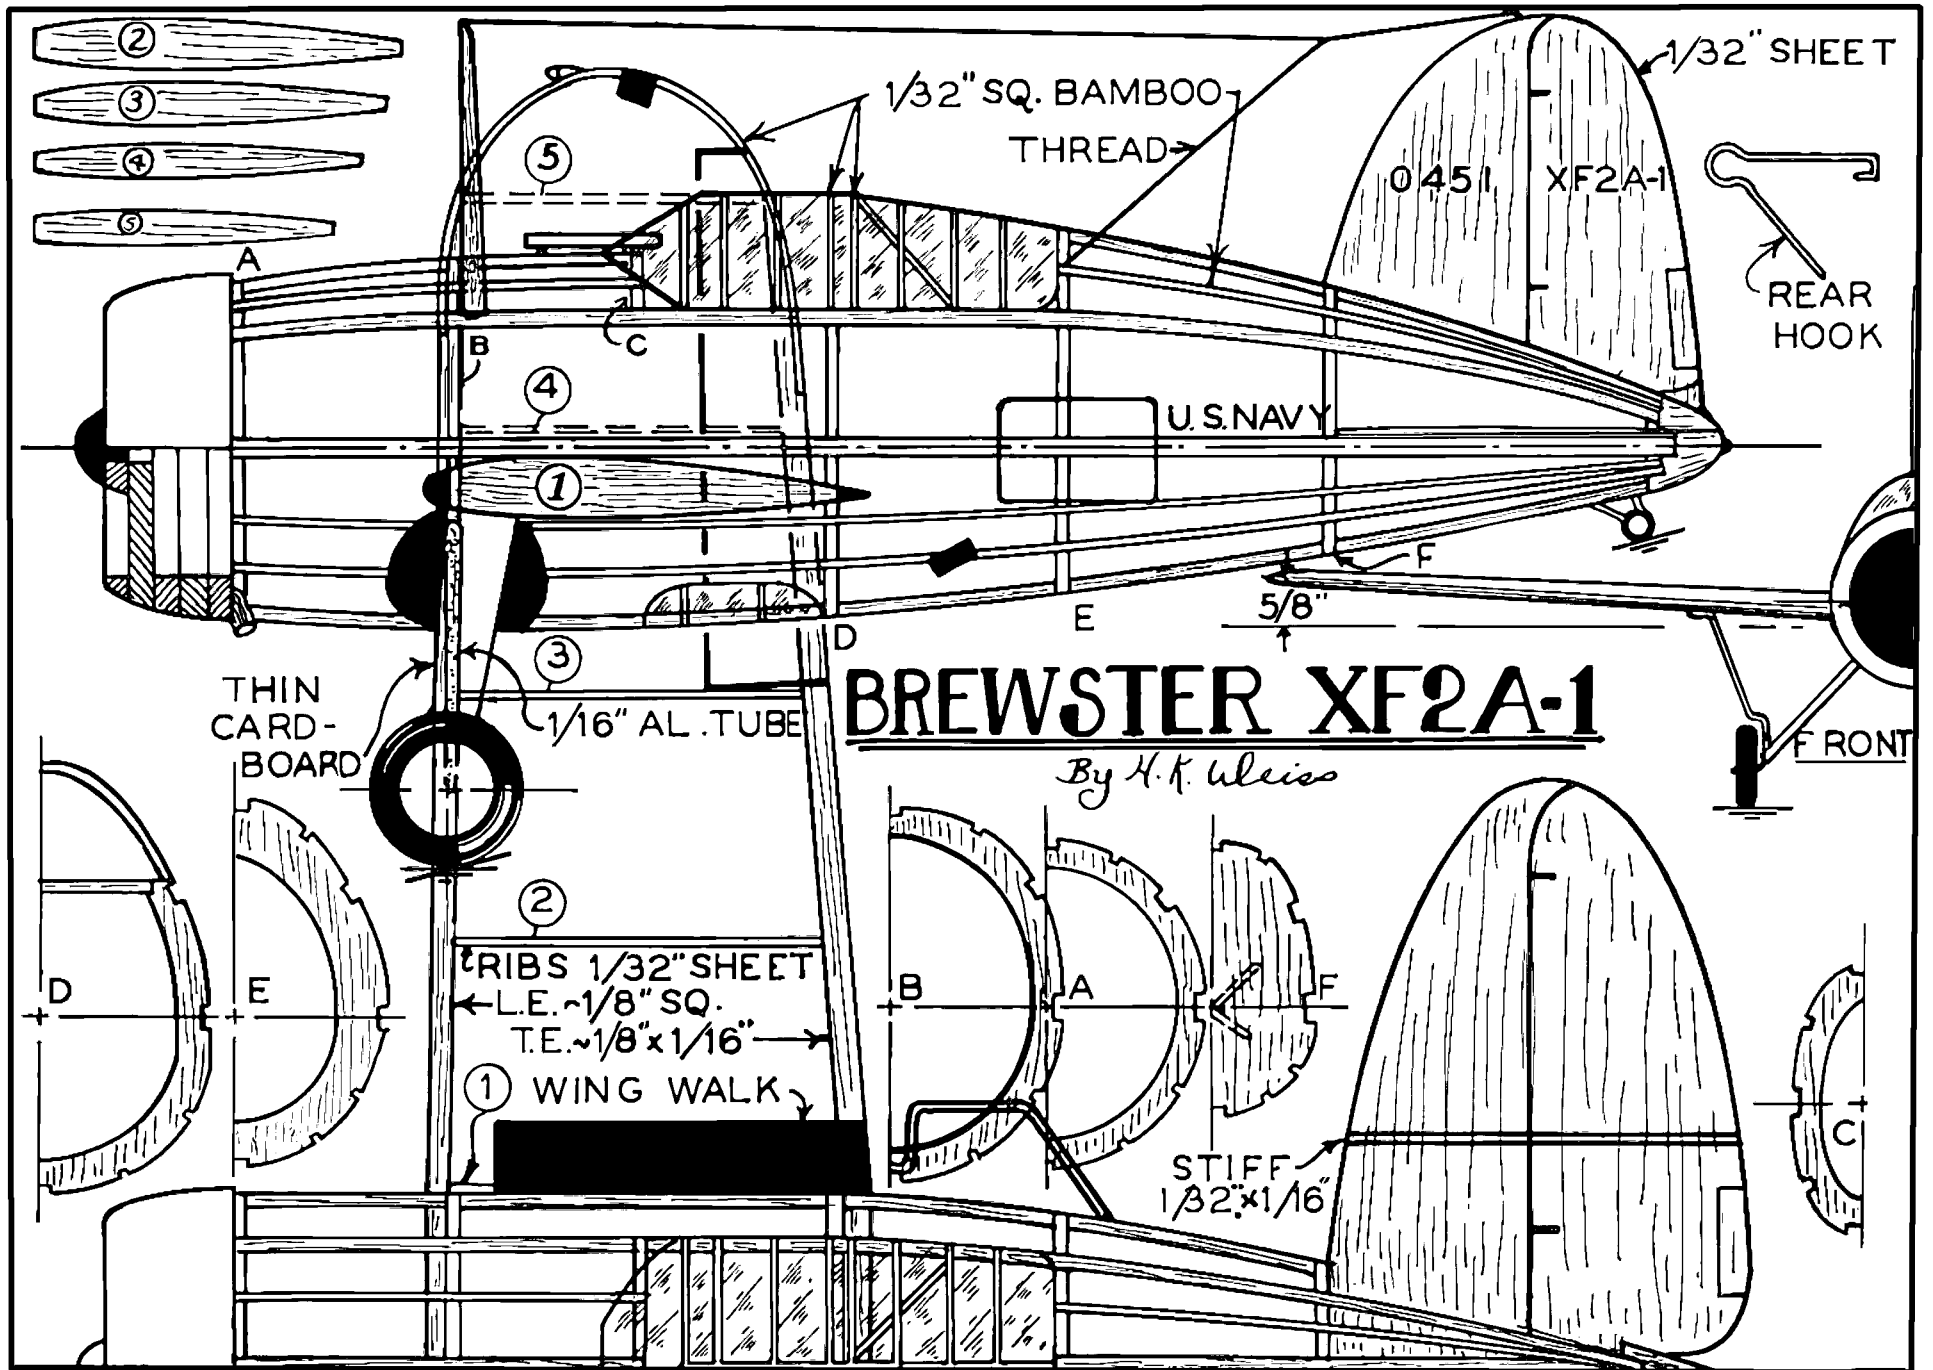 2
3
4
5
1/32" SQ. BAMBOO
THREAD
1/32" SHEET
0451
XF2A-1
REAR
HOOK
5
A
B
C
4
U.S.NAVY
1
F
5/8"
E
D
3
THIN
CARD-
BOARD
1/16" AL. TUBE
BREWSTER XF2A-1
By H.K. Weiss
FRONT
2
RIBS 1/32" SHEET
L.E.~1/8" SQ.
T.E.~1/8"x1/16"
1 WING WALK
D
E
B
A
F
C
STIFF
1/32"x1/16"